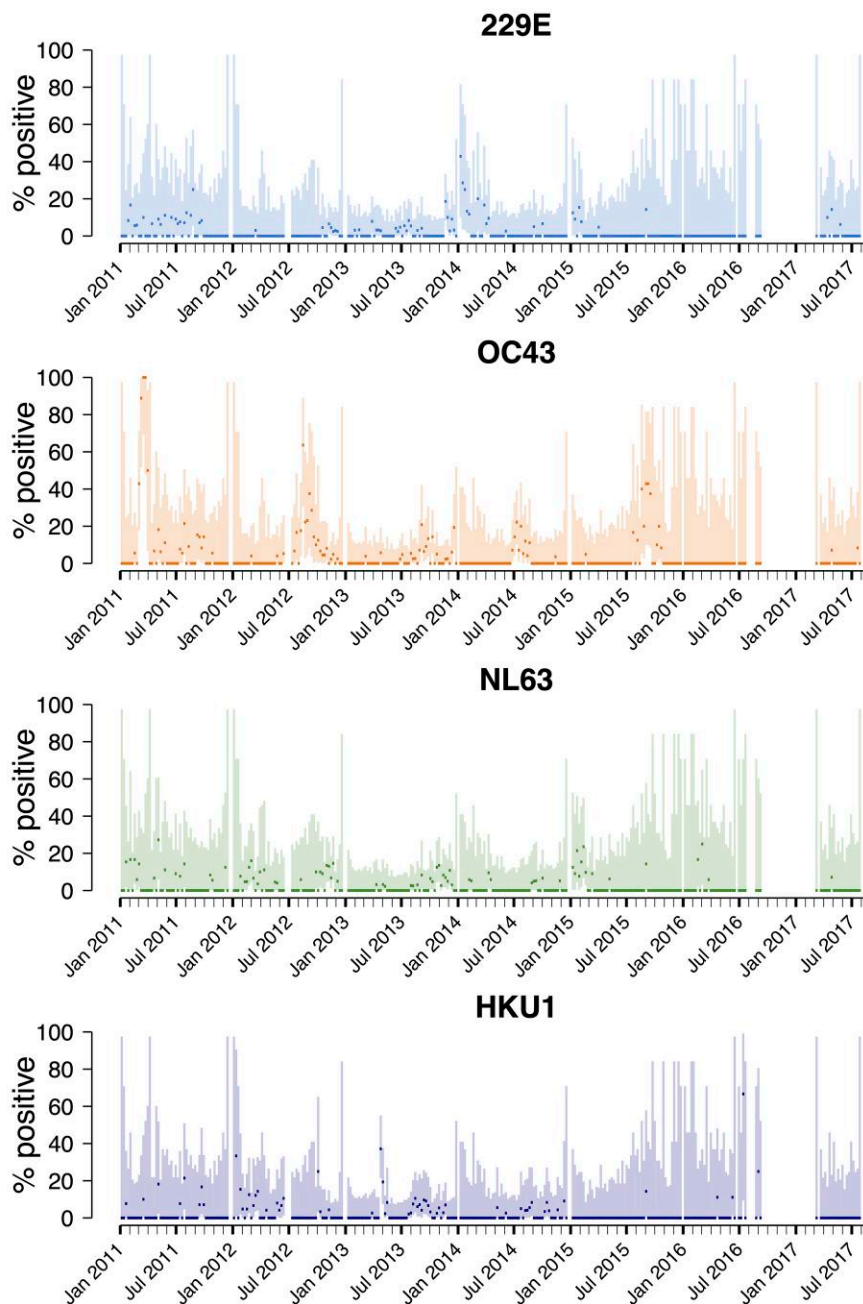 229E
% positive
100
80
60
40
20
0
Jan 2011
Jul 2011
Jan 2012
Jul 2012
Jan 2013
Jul 2013
Jan 2014
Jul 2014
Jan 2015
Jul 2015
Jan 2016
Jul 2016
Jan 2017
Jul 2017
OC43
% positive
100
80
60
40
20
0
Jan 2011
Jul 2011
Jan 2012
Jul 2012
Jan 2013
Jul 2013
Jan 2014
Jul 2014
Jan 2015
Jul 2015
Jan 2016
Jul 2016
Jan 2017
Jul 2017
NL63
% positive
100
80
60
40
20
0
Jan 2011
Jul 2011
Jan 2012
Jul 2012
Jan 2013
Jul 2013
Jan 2014
Jul 2014
Jan 2015
Jul 2015
Jan 2016
Jul 2016
Jan 2017
Jul 2017
HKU1
% positive
100
80
60
40
20
0
Jan 2011
Jul 2011
Jan 2012
Jul 2012
Jan 2013
Jul 2013
Jan 2014
Jul 2014
Jan 2015
Jul 2015
Jan 2016
Jul 2016
Jan 2017
Jul 2017